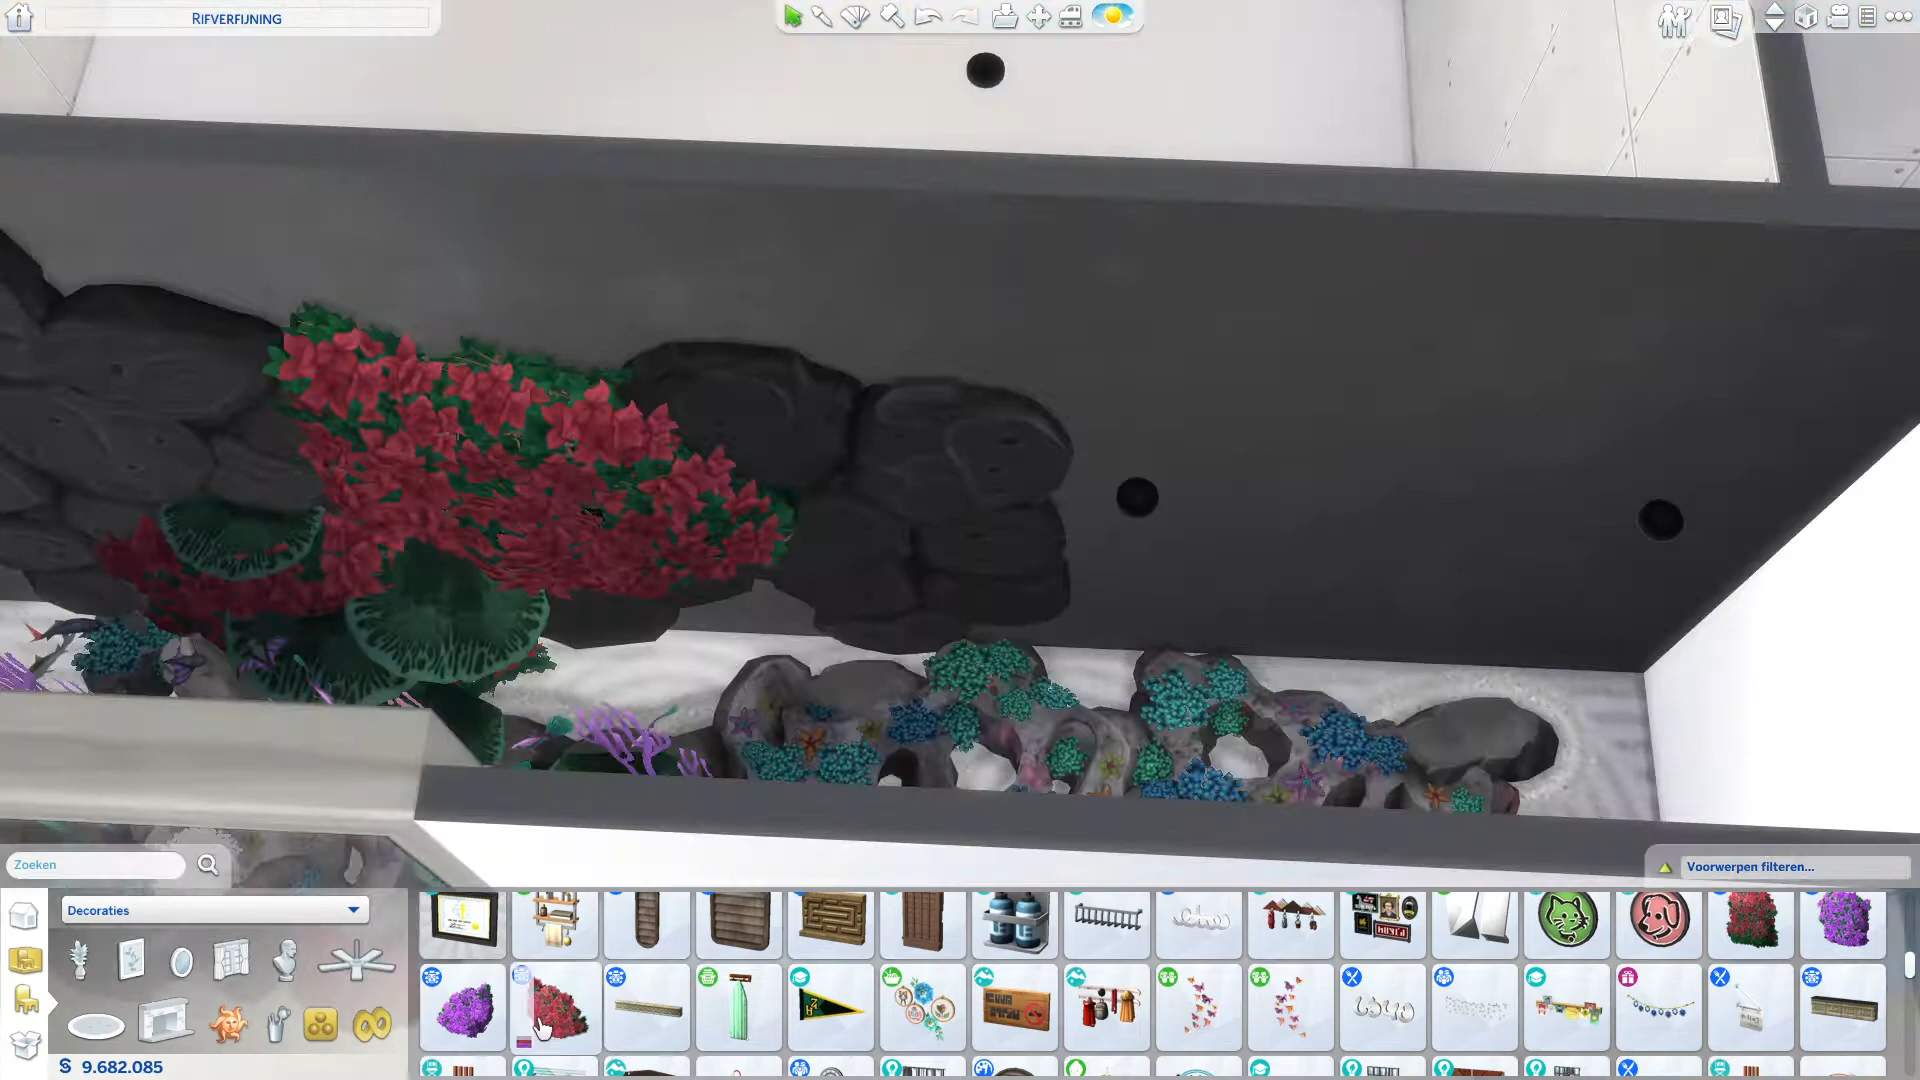 RIFVERFIJNING
Zoeken
Voorwerpen filteren...
Decoraties
9.682.085